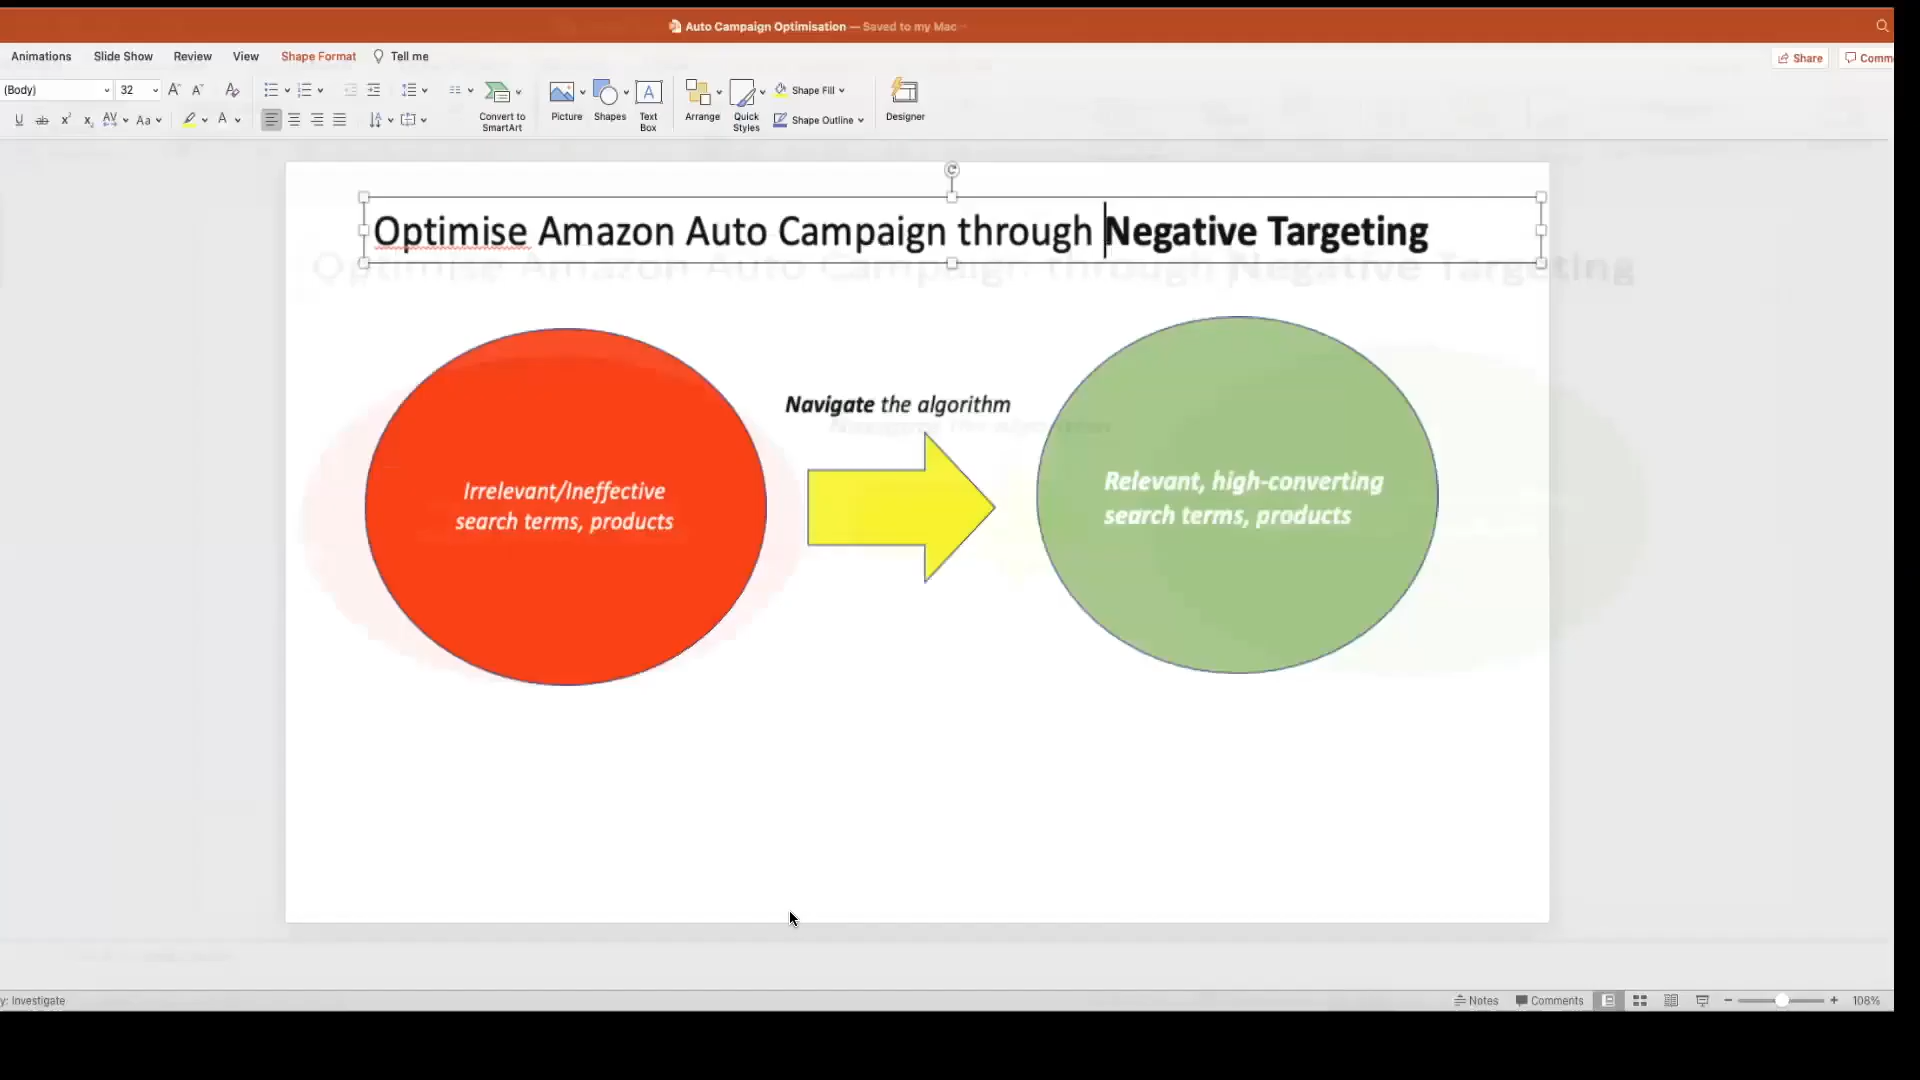 Auto Campaign Optimisation — Saved to my Mac
Animations Slide Show Review View Shape Format Tell me Share
(Body) 32 Shape Fill
Convert to SmartArt Picture Shapes Text Box Arrange Quick Styles Shape Outline Designer
Optimise Amazon Auto Campaign through Negative Targeting
Navigate the algorithm
Irrelevant/Ineffective
search terms, products
Relevant, high-converting
search terms, products
y: Investigate Notes Comments 108%